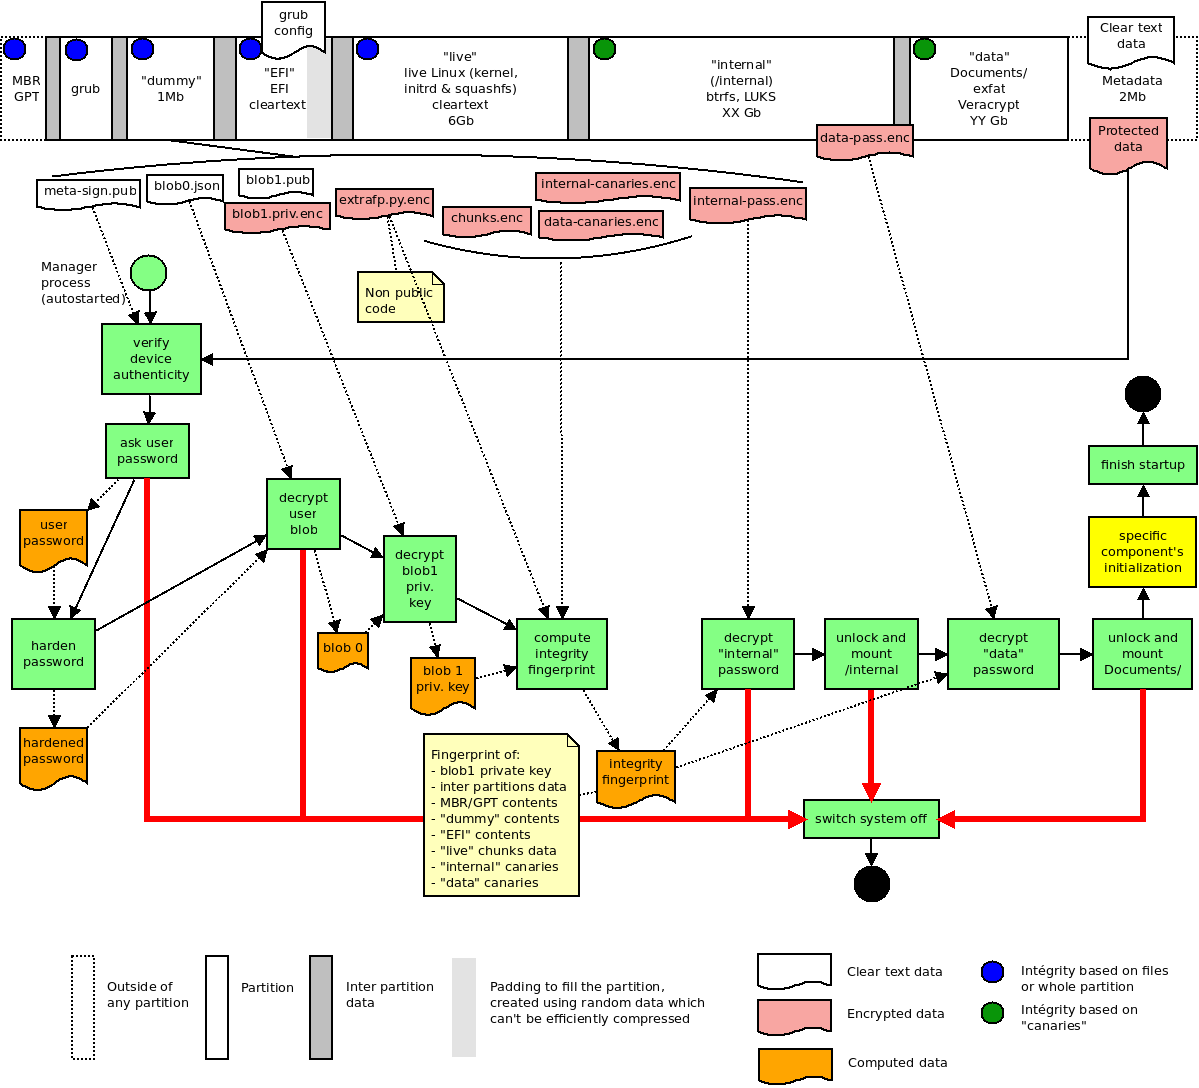 grub
config
MBR
GPT
grub
"dummy"
1Mb
"EFI"
EFI
cleartext
"live"
live Linux (kernel,
initrd & squashfs)
cleartext
6Gb
"internal"
(/internal)
btrfs, LUKS
XX Gb
"data"
Documents/
exfat
Veracrypt
YY Gb
Clear text
data
Metadata
2Mb
Protected
data
data-pass.enc
meta-sign.pub
blob0.json
blob1.pub
blob1.priv.enc
extrafp.py.enc
chunks.enc
internal-canaries.enc
data-canaries.enc
internal-pass.enc
Manager
process
(autostarted)
Non public
code
verify
device
authenticity
ask user
password
user
password
harden
password
hardened
password
decrypt
user
blob
blob 0
decrypt
blob1
priv.
key
blob 1
priv. key
compute
integrity
fingerprint
integrity
fingerprint
Fingerprint of:
- blob1 private key
- inter partitions data
- MBR/GPT contents
- "dummy" contents
- "EFI" contents
- "live" chunks data
- "internal" canaries
- "data" canaries
decrypt
"internal"
password
unlock and
mount
/internal
decrypt
"data"
password
unlock and
mount
Documents/
specific
component's
initialization
finish startup
switch system off
Outside of
any partition
Partition
Inter partition
data
Padding to fill the partition,
created using random data which
can't be efficiently compressed
Clear text data
Encrypted data
Computed data
Intégrity based on files
or whole partition
Intégrity based on
"canaries"